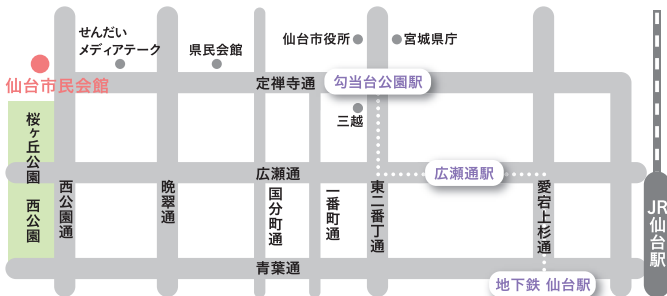 せんだい
メディアテーク
県民会館
仙台市役所
宮城県庁
仙台市民会館
定禅寺通
勾当台公園駅
三越
桜ヶ丘公園 西公園
広瀬通
広瀬通駅
西公園通
晩翠通
国分町通
一番町通
東二番丁通
愛宕上杉通
JR仙台駅
青葉通
地下鉄 仙台駅